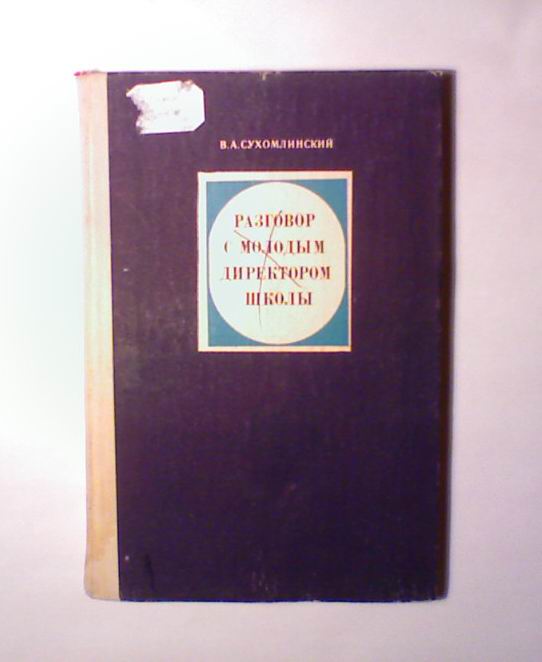 В.А.СУХОМЛИНСКИЙ
РАЗГОВОР
С МОЛОДЫМ
ДИРЕКТОРОМ
ШКОЛЫ